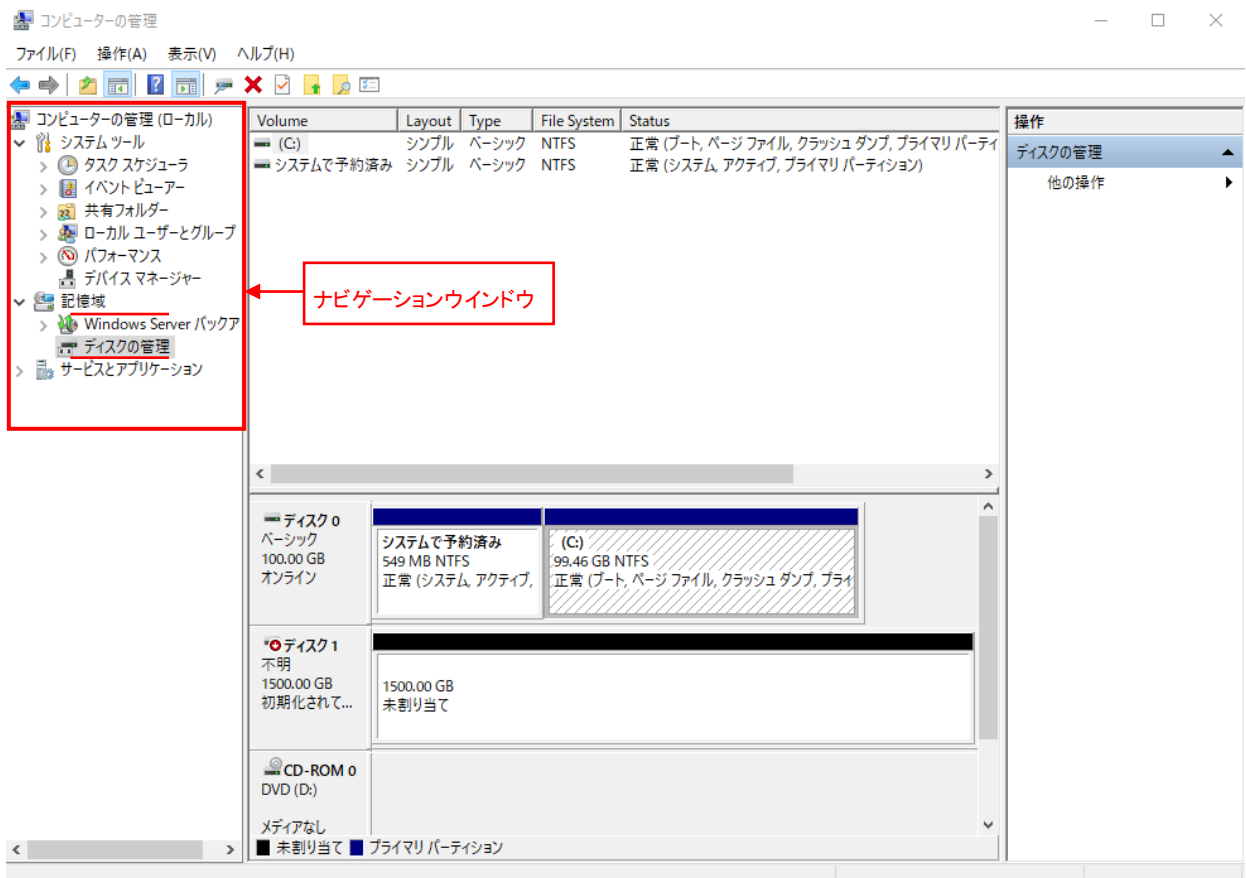 コンピューターの管理
ファイル(F) 操作(A) 表示(V) ヘルプ(H)
コンピューターの管理 (ローカル)
システム ツール
タスク スケジューラ
イベント ビューアー
共有フォルダー
ローカル ユーザーとグループ
パフォーマンス
デバイス マネージャー
記憶域
Windows Server バックア
ディスクの管理
サービスとアプリケーション
ナビゲーションウインドウ
Volume Layout Type File System Status
(C:) シンプル ベーシック NTFS 正常 (ブート, ページ ファイル, クラッシュ ダンプ, プライマリ パーティ
システムで予約済み シンプル ベーシック NTFS 正常 (システム, アクティブ, プライマリ パーティション)
操作
ディスクの管理
他の操作
ディスク 0
ベーシック
100.00 GB
オンライン
システムで予約済み
549 MB NTFS
正常 (システム, アクティブ,
(C:)
99.46 GB NTFS
正常 (ブート, ページ ファイル, クラッシュ ダンプ, プライ
ディスク 1
不明
1500.00 GB
初期化されて...
1500.00 GB
未割り当て
CD-ROM 0
DVD (D:)
メディアなし
未割り当て プライマリ パーティション